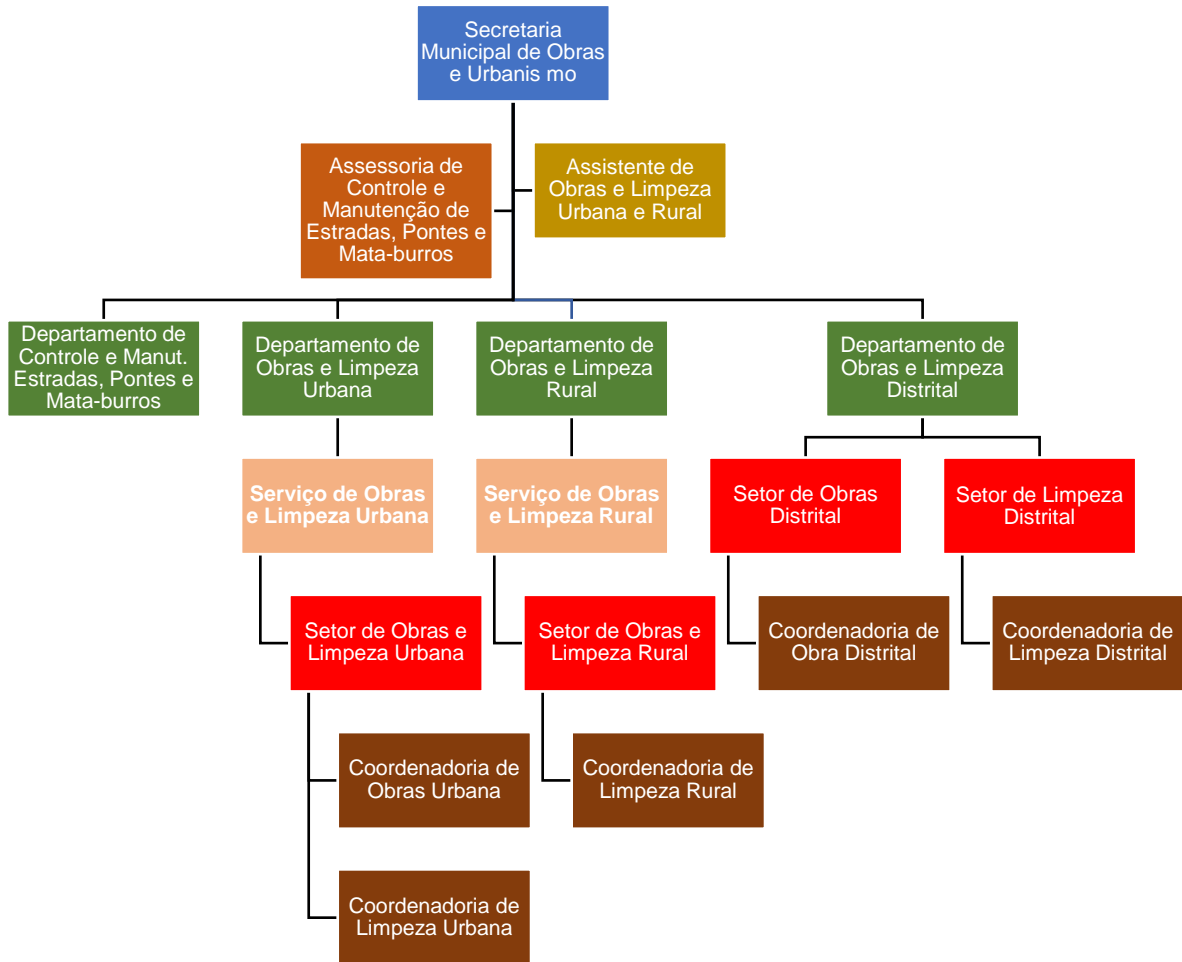 Secretaria
Municipal de Obras
e Urbanis mo
Assessoria de
Controle e
Manutenção de
Estradas, Pontes e
Mata-burros
Assistente de
Obras e Limpeza
Urbana e Rural
Departamento de
Controle e Manut.
Estradas, Pontes e
Mata-burros
Departamento de
Obras e Limpeza
Urbana
Departamento de
Obras e Limpeza
Rural
Departamento de
Obras e Limpeza
Distrital
Serviço de Obras
e Limpeza Urbana
Serviço de Obras
e Limpeza Rural
Setor de Obras
Distrital
Setor de Limpeza
Distrital
Setor de Obras e
Limpeza Urbana
Setor de Obras e
Limpeza Rural
Coordenadoria de
Obra Distrital
Coordenadoria de
Limpeza Distrital
Coordenadoria de
Obras Urbana
Coordenadoria de
Limpeza Rural
Coordenadoria de
Limpeza Urbana